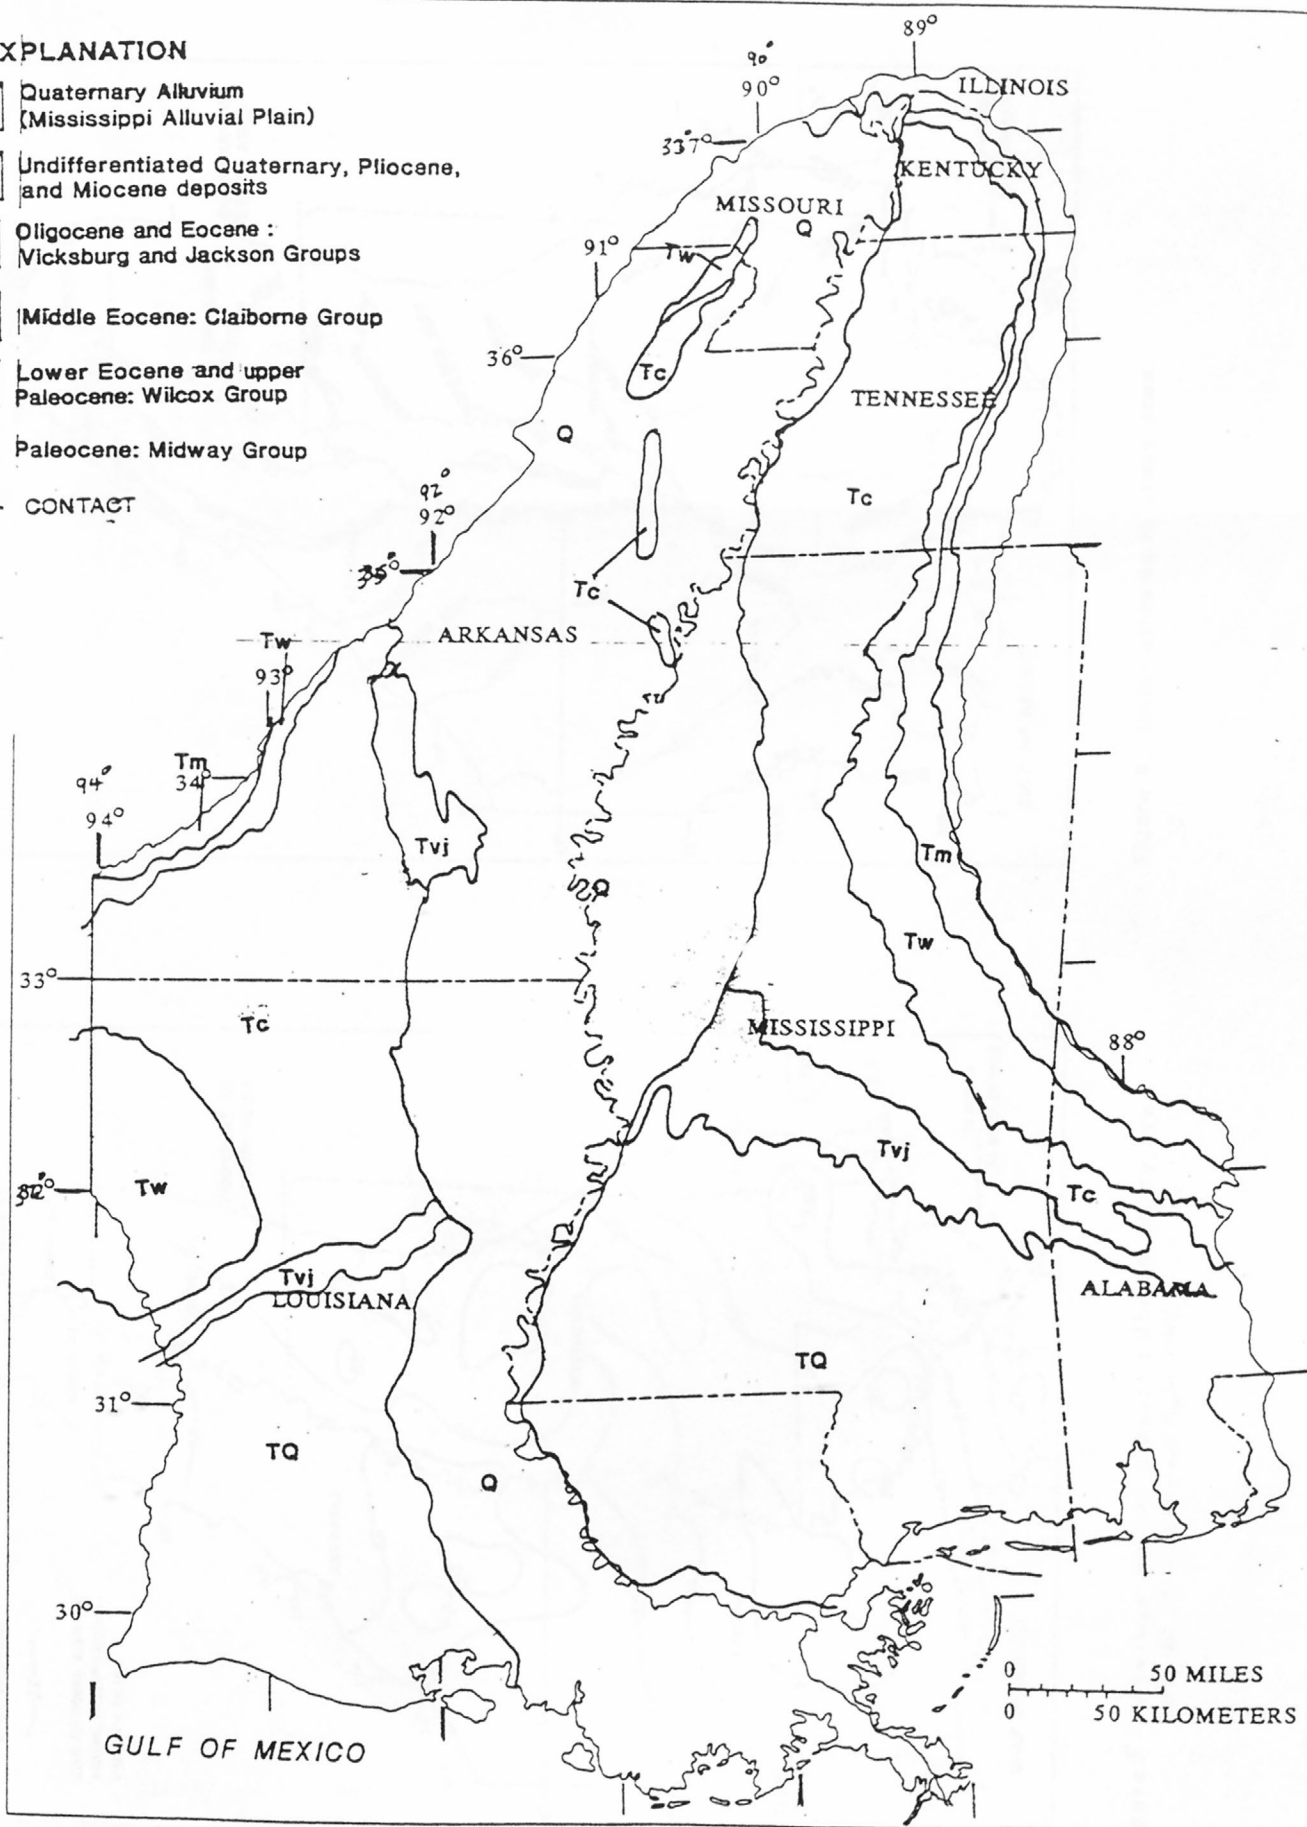 XPLANATION
Quaternary Alluvium
(Mississippi Alluvial Plain)
Undifferentiated Quaternary, Pliocene,
and Miocene deposits
Oligocene and Eocene :
Vicksburg and Jackson Groups
Middle Eocene: Claiborne Group
Lower Eocene and upper
Paleocene: Wilcox Group
Paleocene: Midway Group
CONTACT
89°
90°
90°
ILLINOIS
KENTUCKY
MISSOURI
Q
91°
Tw
36°
Tc
TENNESSEE
Q
Tc
92°
92°
35°
Tc
ARKANSAS
Tw
93°
Tm
34°
94°
94°
Tvj
Tm
Q
Tw
33°
Tc
MISSISSIPPI
88°
Tvj
Tw
Tc
Tvj
LOUISIANA
ALABAMA
TQ
31°
TQ
Q
30°
0 50 MILES
0 50 KILOMETERS
GULF OF MEXICO